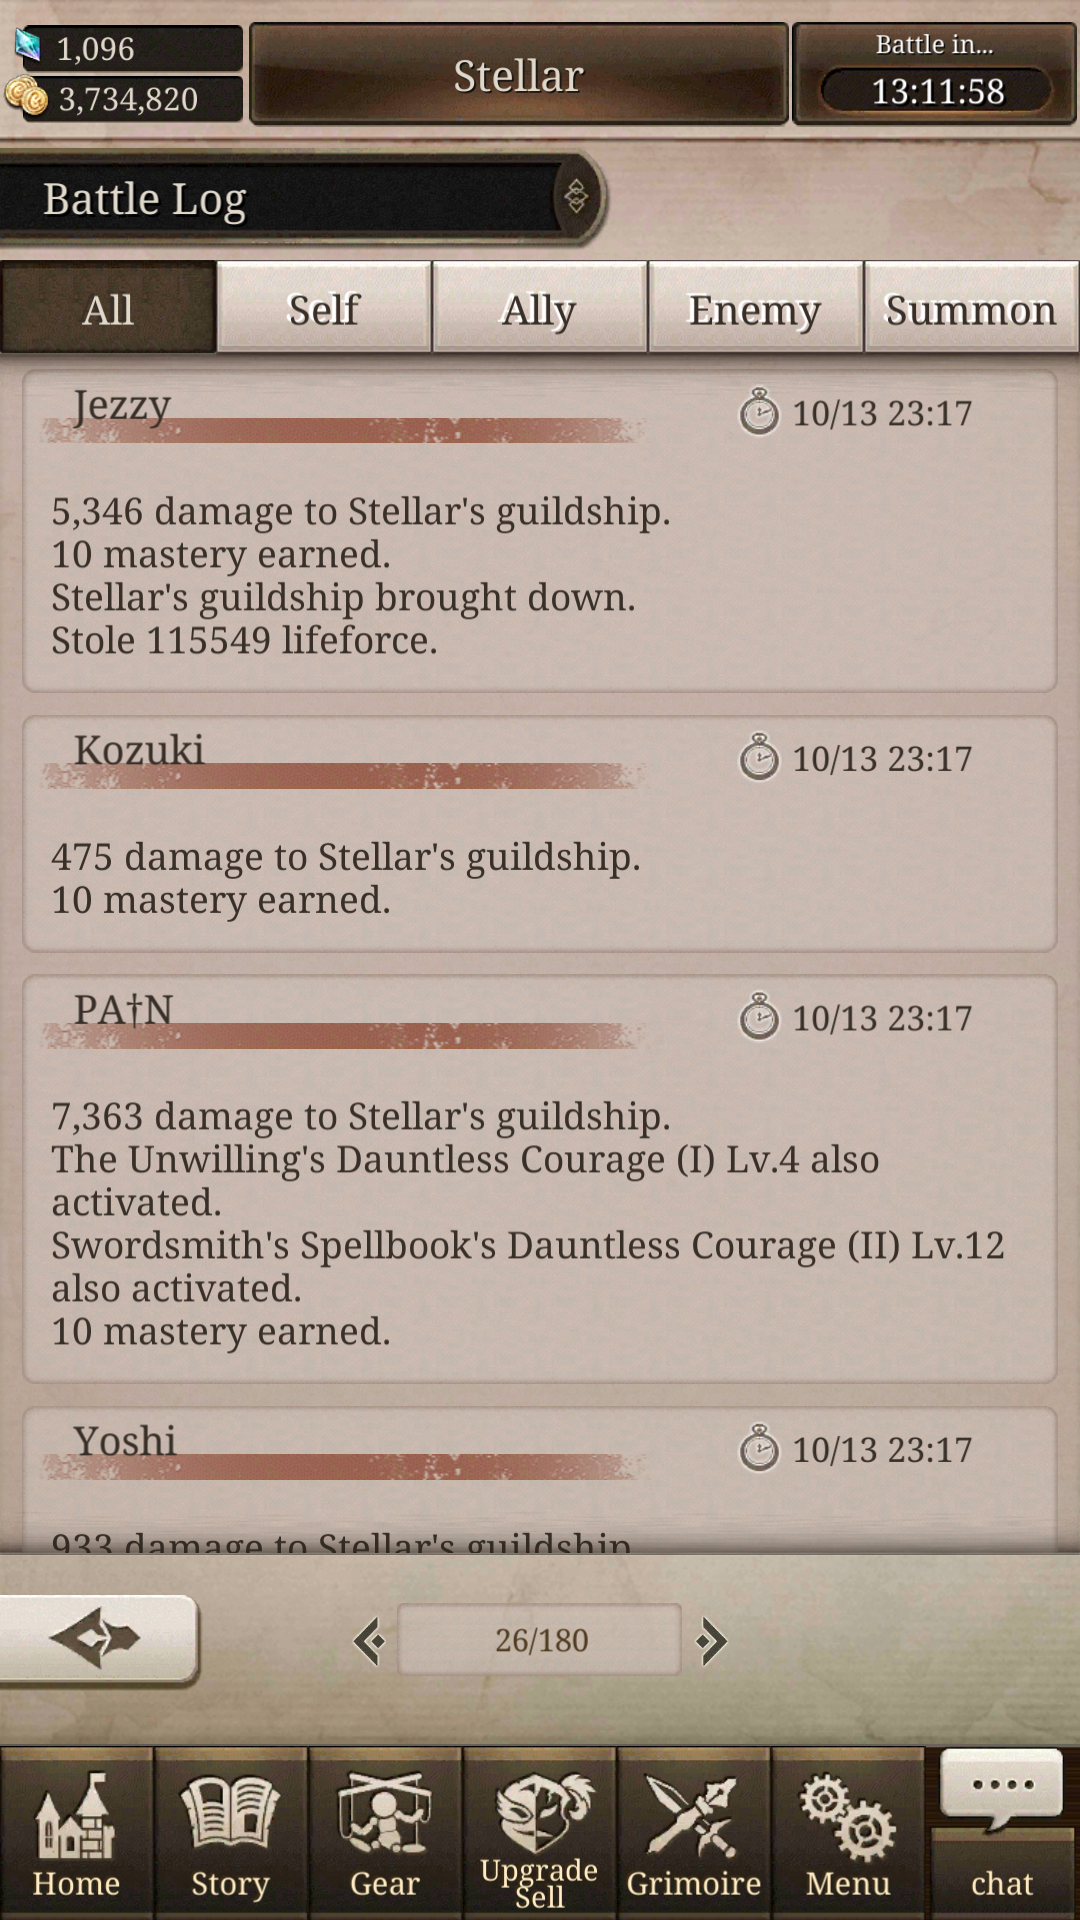 1,096
3,734,820
Stellar
Battle in...
13:11:58
Battle Log
All
Self
Ally
Enemy
Summon
Jezzy
10/13 23:17
5,346 damage to Stellar's guildship.
10 mastery earned.
Stellar's guildship brought down.
Stole 115549 lifeforce.
Kozuki
10/13 23:17
475 damage to Stellar's guildship.
10 mastery earned.
PA†N
10/13 23:17
7,363 damage to Stellar's guildship.
The Unwilling's Dauntless Courage (I) Lv.4 also
activated.
Swordsmith's Spellbook's Dauntless Courage (II) Lv.12
also activated.
10 mastery earned.
Yoshi
10/13 23:17
933 damage to Stellar's guildship.
26/180
Home
Story
Gear
Upgrade
Sell
Grimoire
Menu
chat